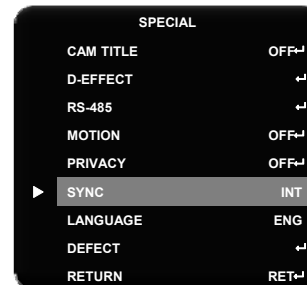 SPECIAL
CAM TITLE OFF↵
D-EFFECT ↵
RS-485 ↵
MOTION OFF↵
PRIVACY OFF↵
SYNC INT
LANGUAGE ENG
DEFECT ↵
RETURN RET↵